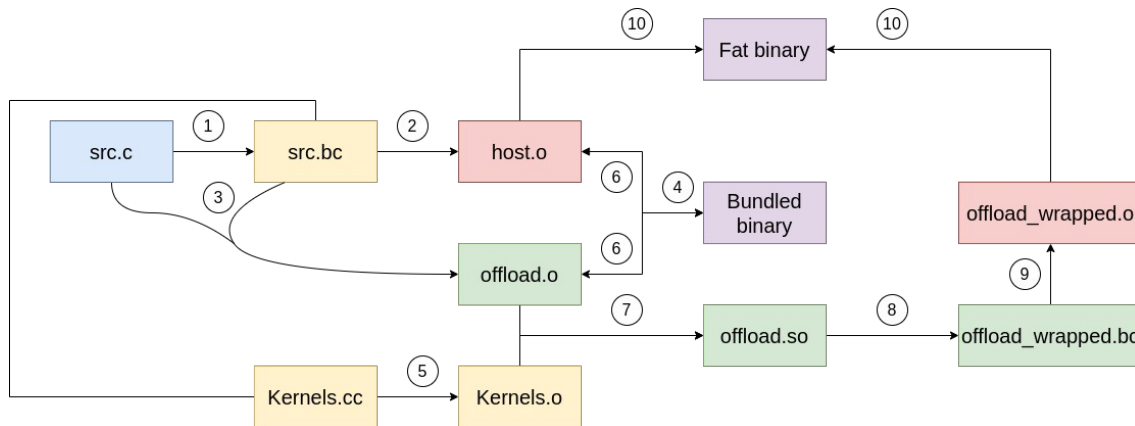 10
Fat binary
10
src.c
1
src.bc
2
host.o
3
6
4
Bundled
binary
offload_wrapped.o
6
offload.o
9
7
offload.so
8
offload_wrapped.bc
Kernels.cc
5
Kernels.o